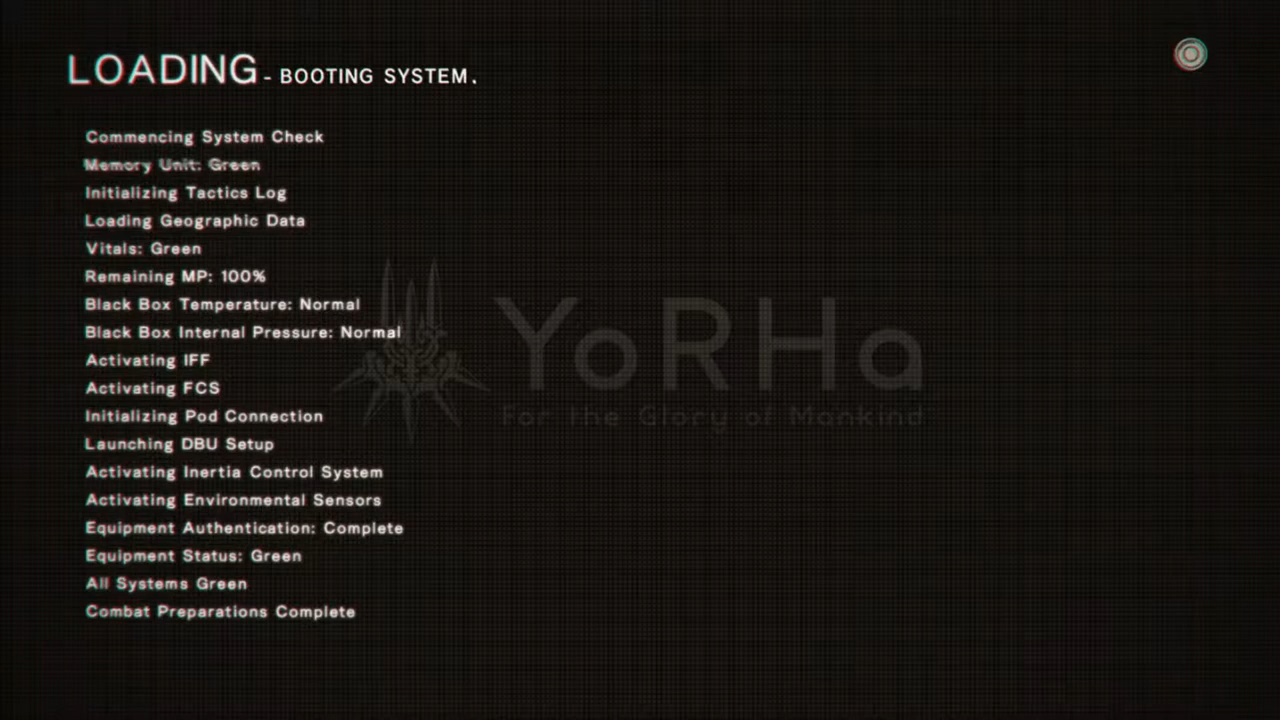 LOADING - BOOTING SYSTEM.
Commencing System Check
Memory Unit: Green
Initializing Tactics Log
Loading Geographic Data
Vitals: Green
Remaining MP: 100%
Black Box Temperature: Normal
Black Box Internal Pressure: Normal
Activating IFF
Activating FCS
Initializing Pod Connection
Launching DBU Setup
Activating Inertia Control System
Activating Environmental Sensors
Equipment Authentication: Complete
Equipment Status: Green
All Systems Green
Combat Preparations Complete
YoRHa
For the Glory of Mankind